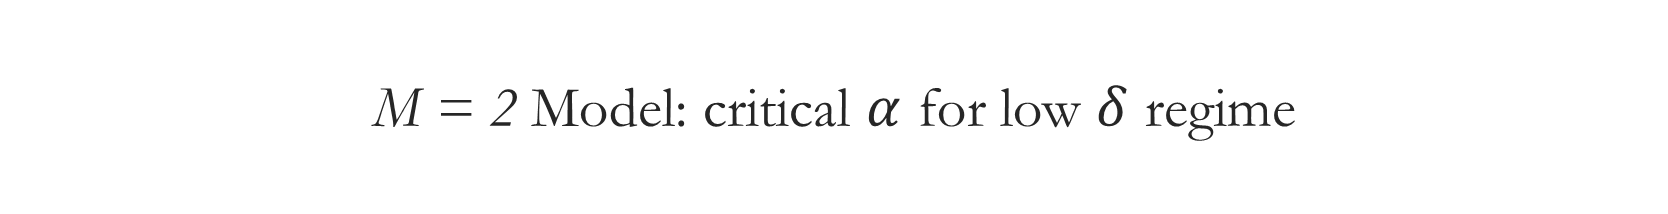 M = 2 Model: critical α for low δ regime